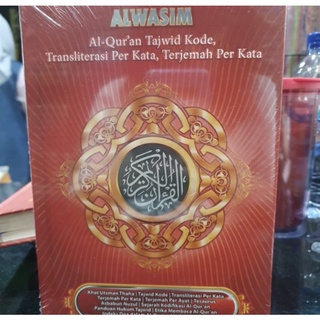 ALWASIM
Al-Qur'an Tajwid Kode,
Transliterasi Per Kata, Terjemah Per Kata
القرآن الكريم
Khat Utsman Thaha | Tajwid Kode | Transliterasi Per Kata
Terjemah Per Kata | Terjemah Per Ayat | Tesaurus
Asbabun Nuzul | Sejarah Kodifikasi Al-Qur'an
Panduan Hukum Tajwid | Etika Membaca Al-Qur'an